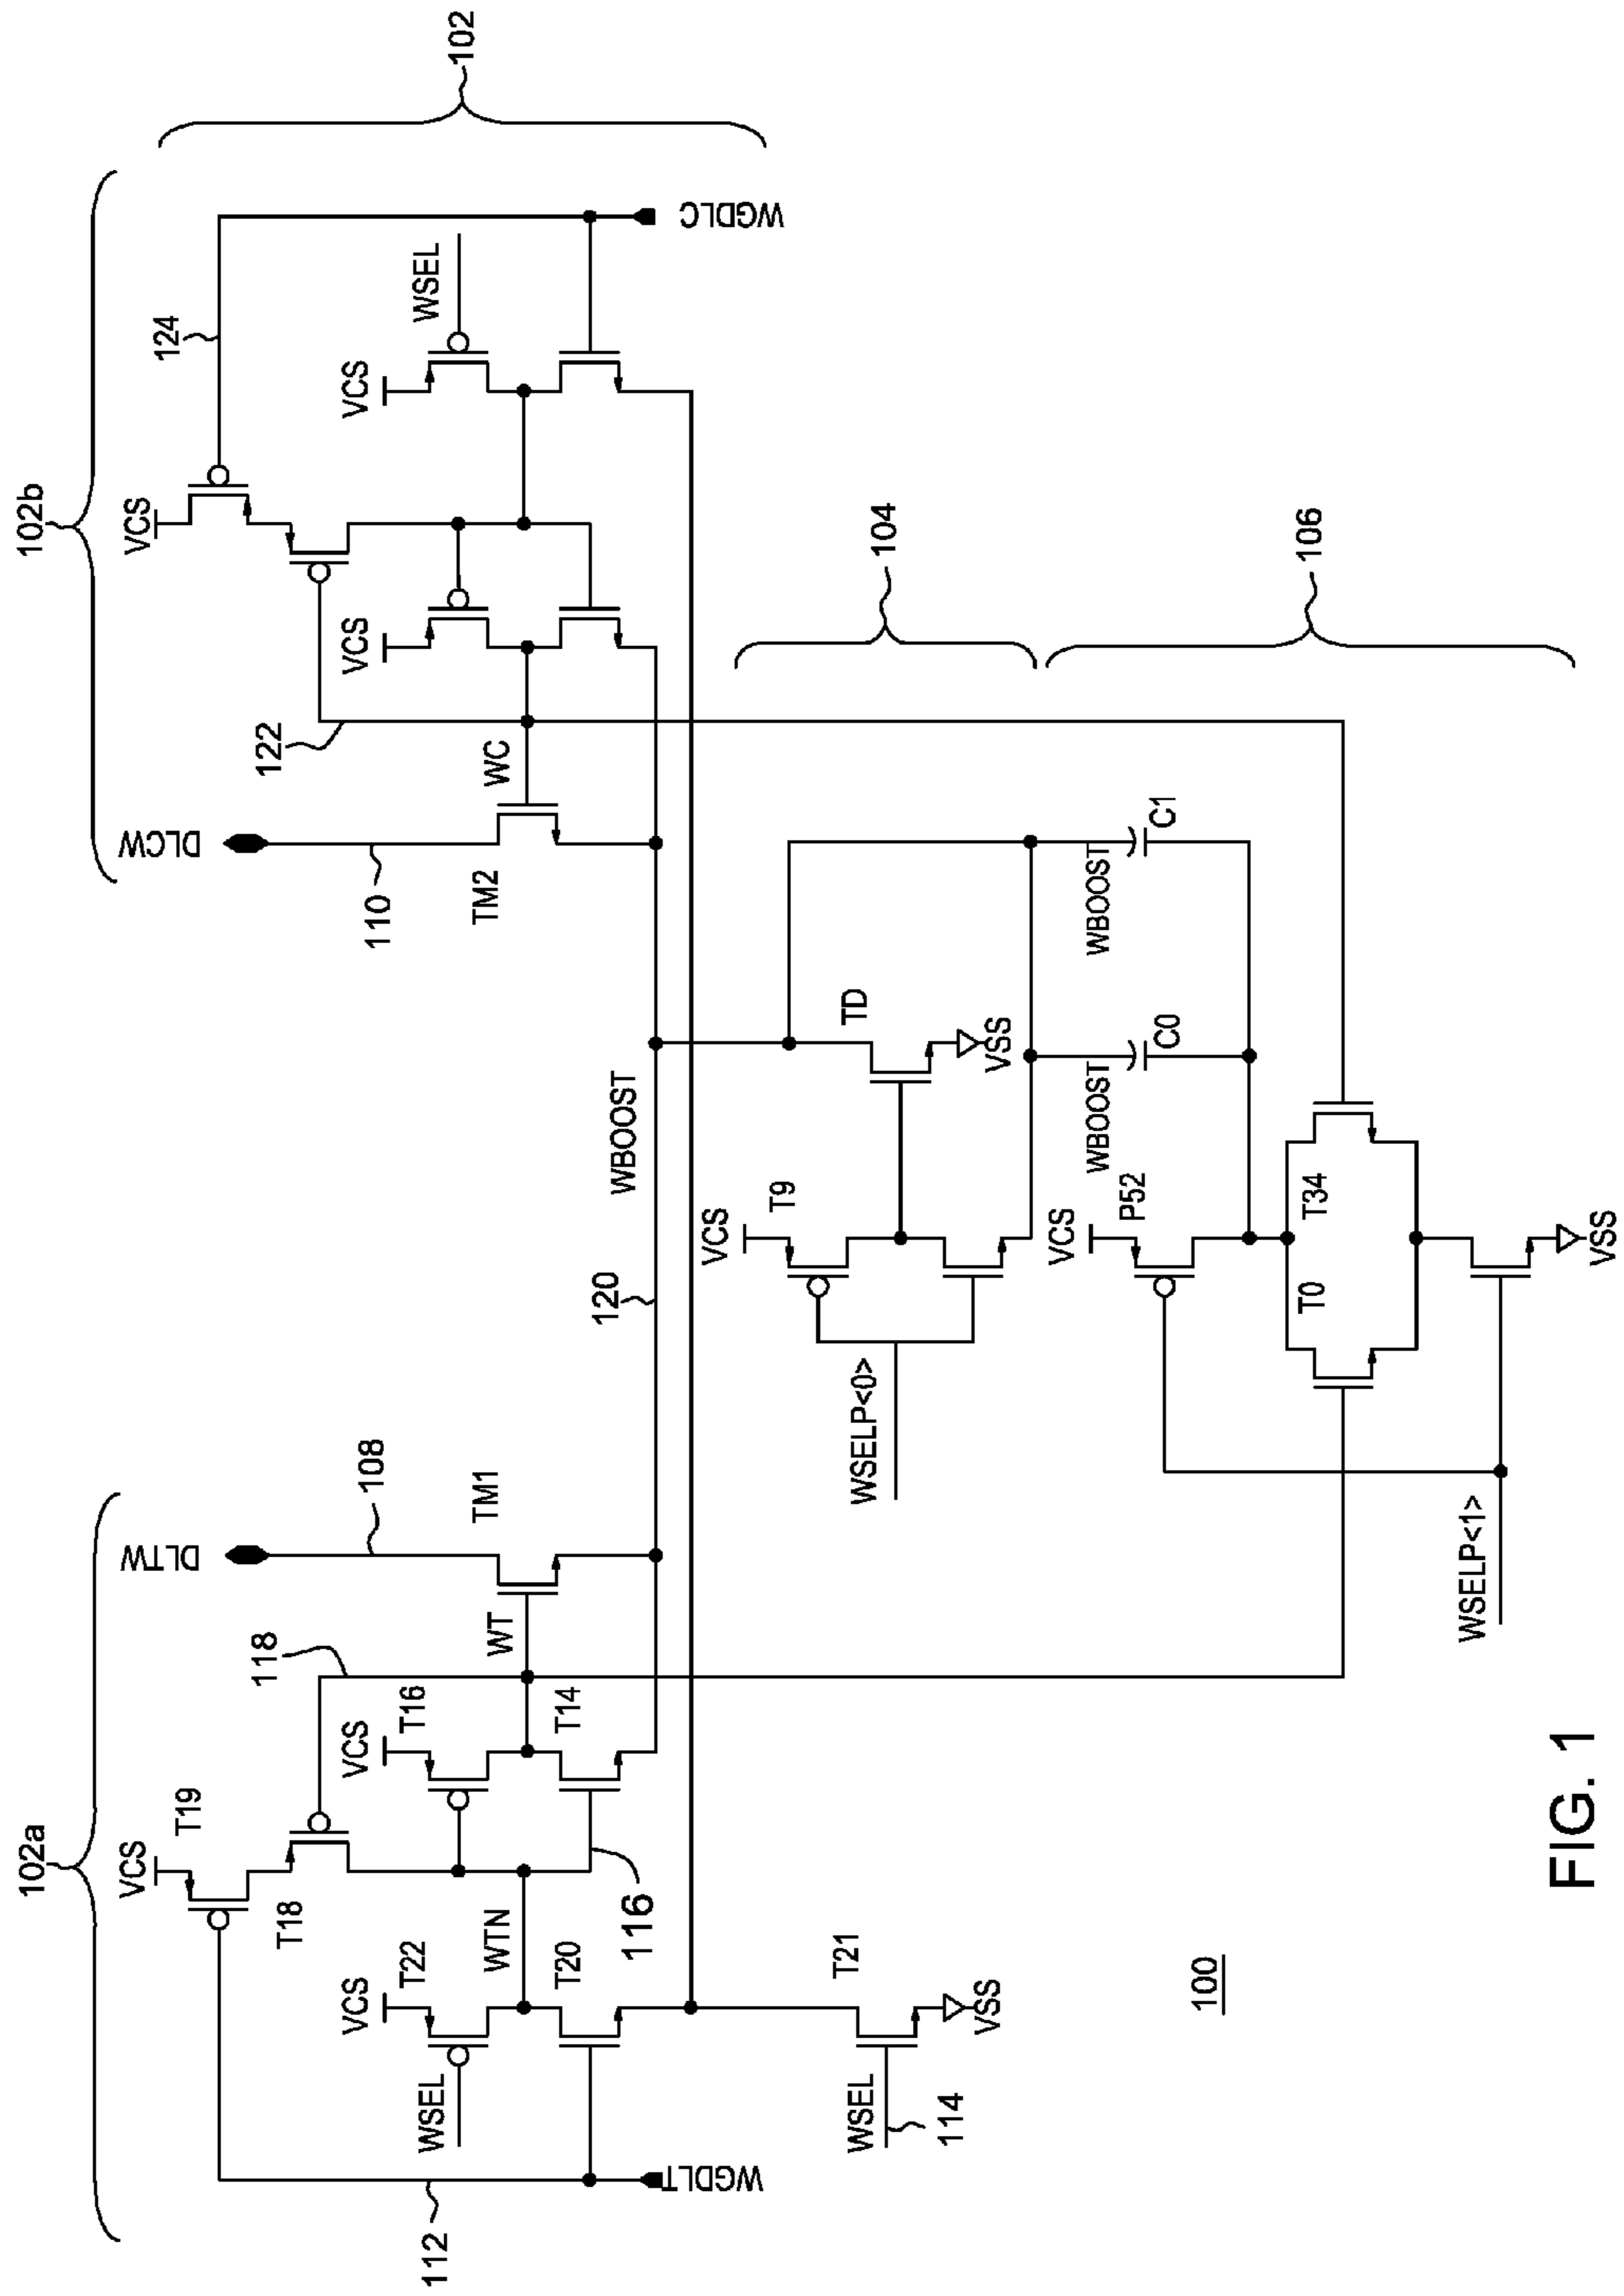 102a
102b
102
VCS
T19
T18
118
108
DLTW
DLCW
110
122
VCS
124
112
WSEL
VCS
T22
WTN
T20
116
VCS
T16
T14
WT
TM1
TM2
WC
VCS
VCS
WSEL
WGDLT
WGDLC
120
WBOOST
WSEL
114
T21
VSS
VCS
T9
TD
VSS
104
WSELP<0>
WBOOST
C0
WBOOST
C1
VCS
P52
106
T0
T34
WSELP<1>
VSS
100
FIG. 1